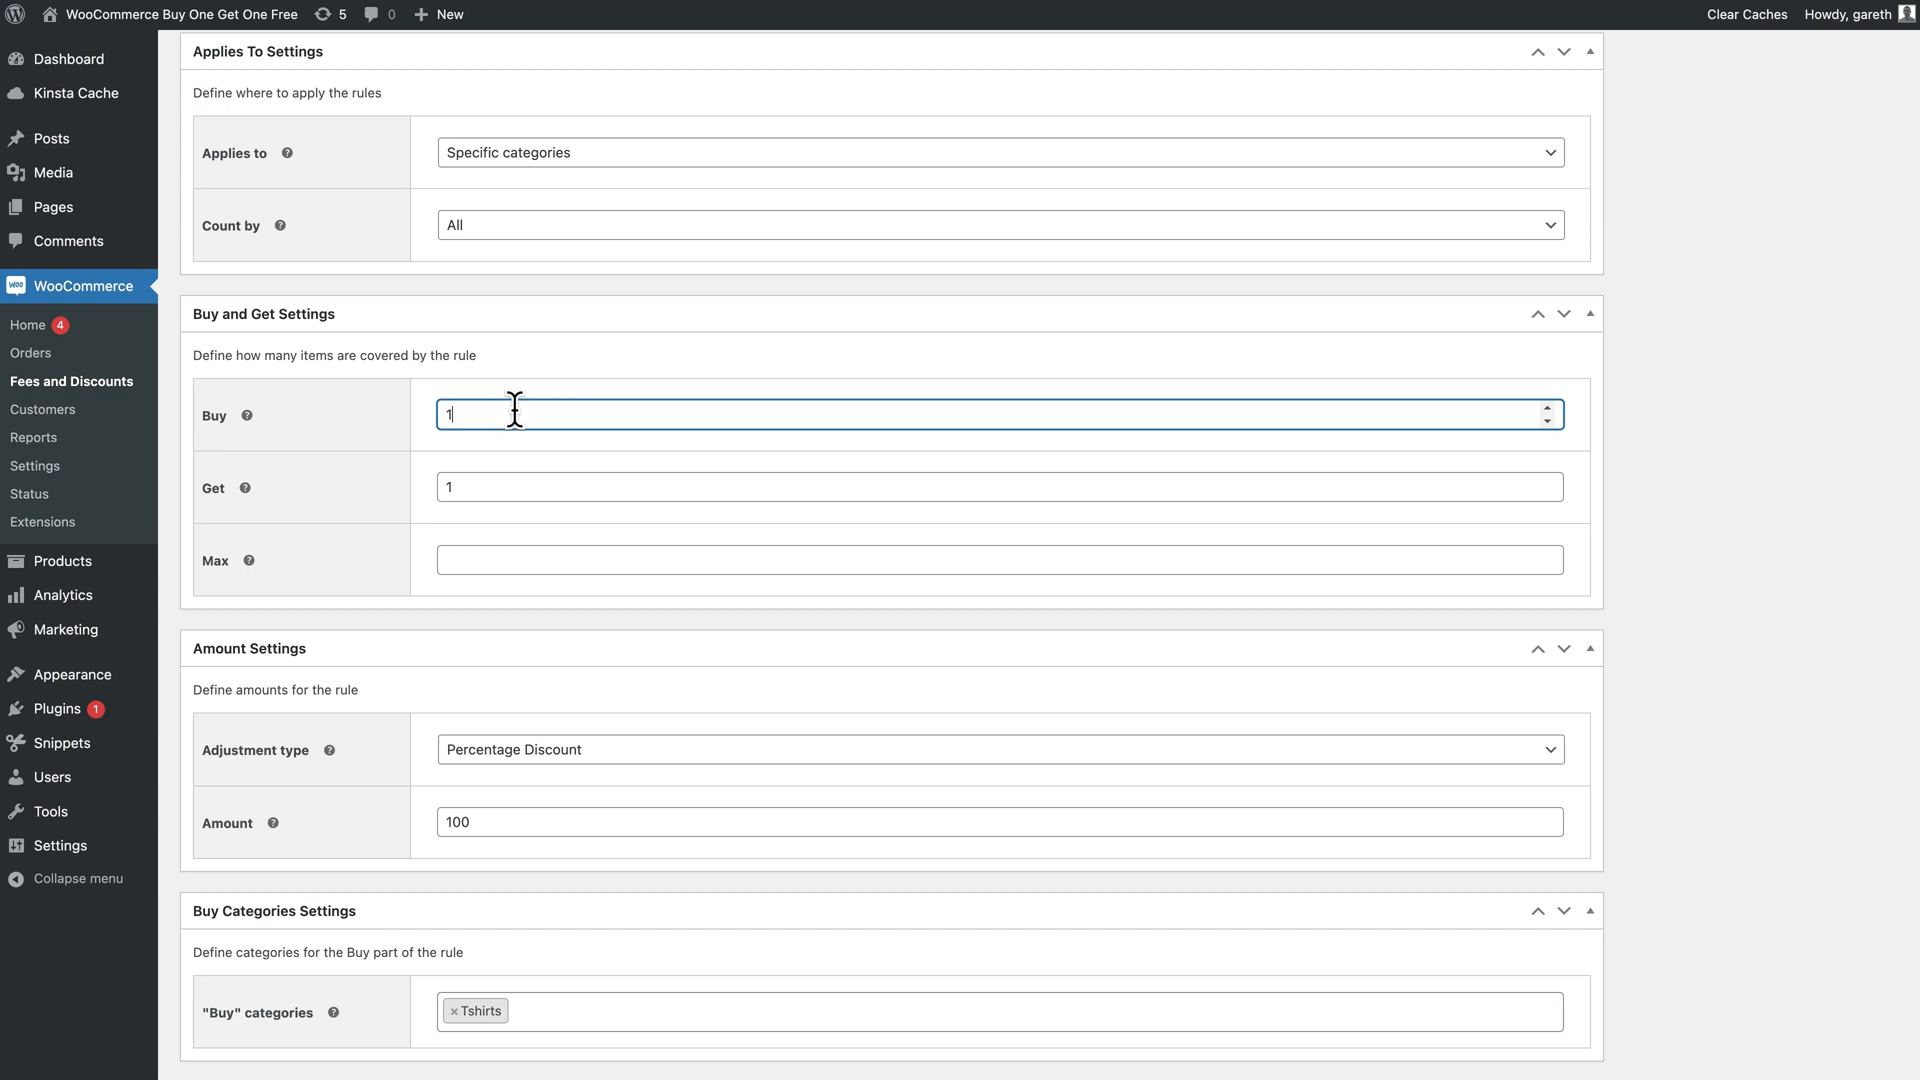 WooCommerce Buy One Get One Free 5 0 New Clear Caches Howdy, gareth
Dashboard
Kinsta Cache
Posts
Media
Pages
Comments
woo WooCommerce
Home 4
Orders
Fees and Discounts
Customers
Reports
Settings
Status
Extensions
Products
Analytics
Marketing
Appearance
Plugins 1
Snippets
Users
Tools
Settings
Collapse menu
Applies To Settings
Define where to apply the rules
Applies to ? Specific categories
Count by ? All
Buy and Get Settings
Define how many items are covered by the rule
Buy ? 1
Get ? 1
Max ?
Amount Settings
Define amounts for the rule
Adjustment type ? Percentage Discount
Amount ? 100
Buy Categories Settings
Define categories for the Buy part of the rule
"Buy" categories ? × Tshirts